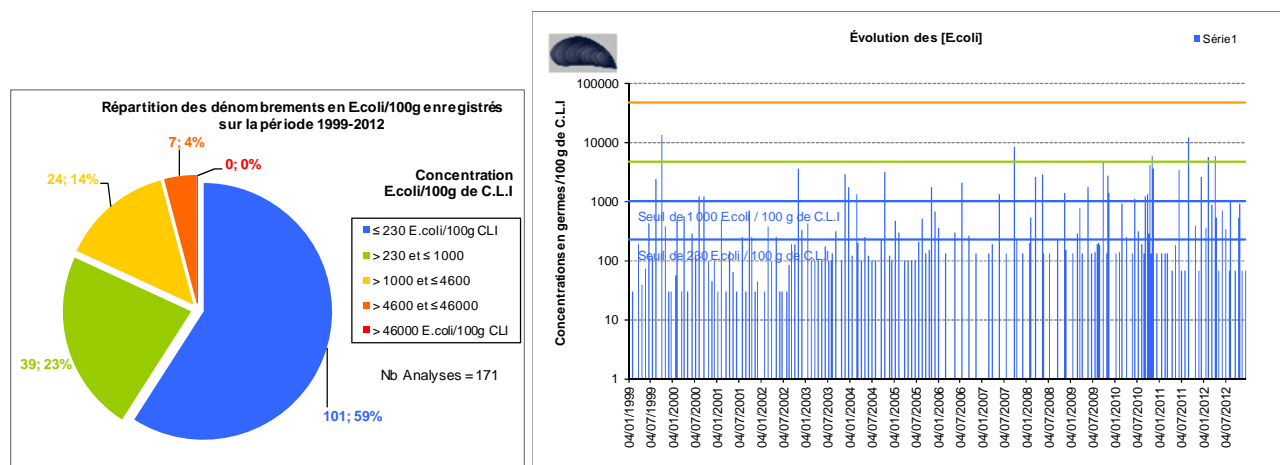 Répartition des dénombrements en E.coli/100g enregistrés
sur la période 1999-2012
7; 4%
0; 0%
24; 14%
39; 23%
101; 59%
Concentration
E.coli/100g de C.L.I
≤ 230 E.coli/100g CLI
> 230 et ≤ 1000
> 1000 et ≤ 4600
> 4600 et ≤ 46000
> 46000 E.coli/100g CLI
Nb Analyses = 171
Évolution des [E.coli]
Série1
Concentrations en germes /100 g de C.L.I
100000
10000
1000
100
10
1
Seuil de 1 000 E.coli / 100 g de C.L.I
Seuil de 230 E.coli / 100 g de C.L.I
04/01/1999
04/07/1999
04/01/2000
04/07/2000
04/01/2001
04/07/2001
04/01/2002
04/07/2002
04/01/2003
04/07/2003
04/01/2004
04/07/2004
04/01/2005
04/07/2005
04/01/2006
04/07/2006
04/01/2007
04/07/2007
04/01/2008
04/07/2008
04/01/2009
04/07/2009
04/01/2010
04/07/2010
04/01/2011
04/07/2011
04/01/2012
04/07/2012